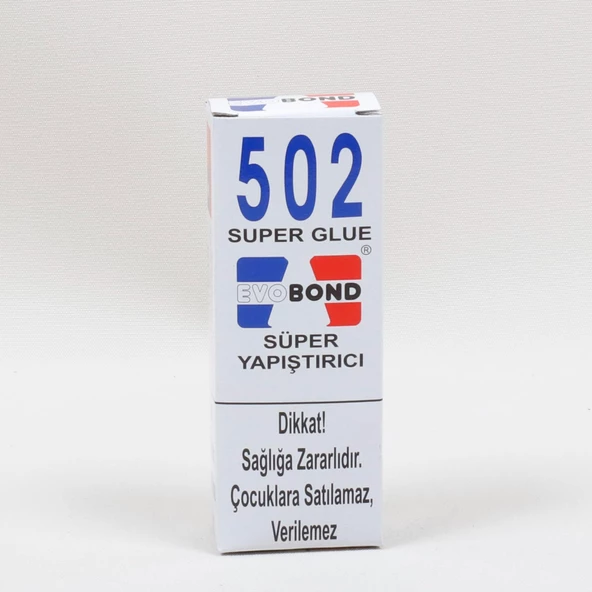 BOND
502
SUPER GLUE
®
EVOBOND
SÜPER
YAPIŞTIRICI
Dikkat!
Sağlığa Zararlıdır.
Çocuklara Satılamaz,
Verilemez